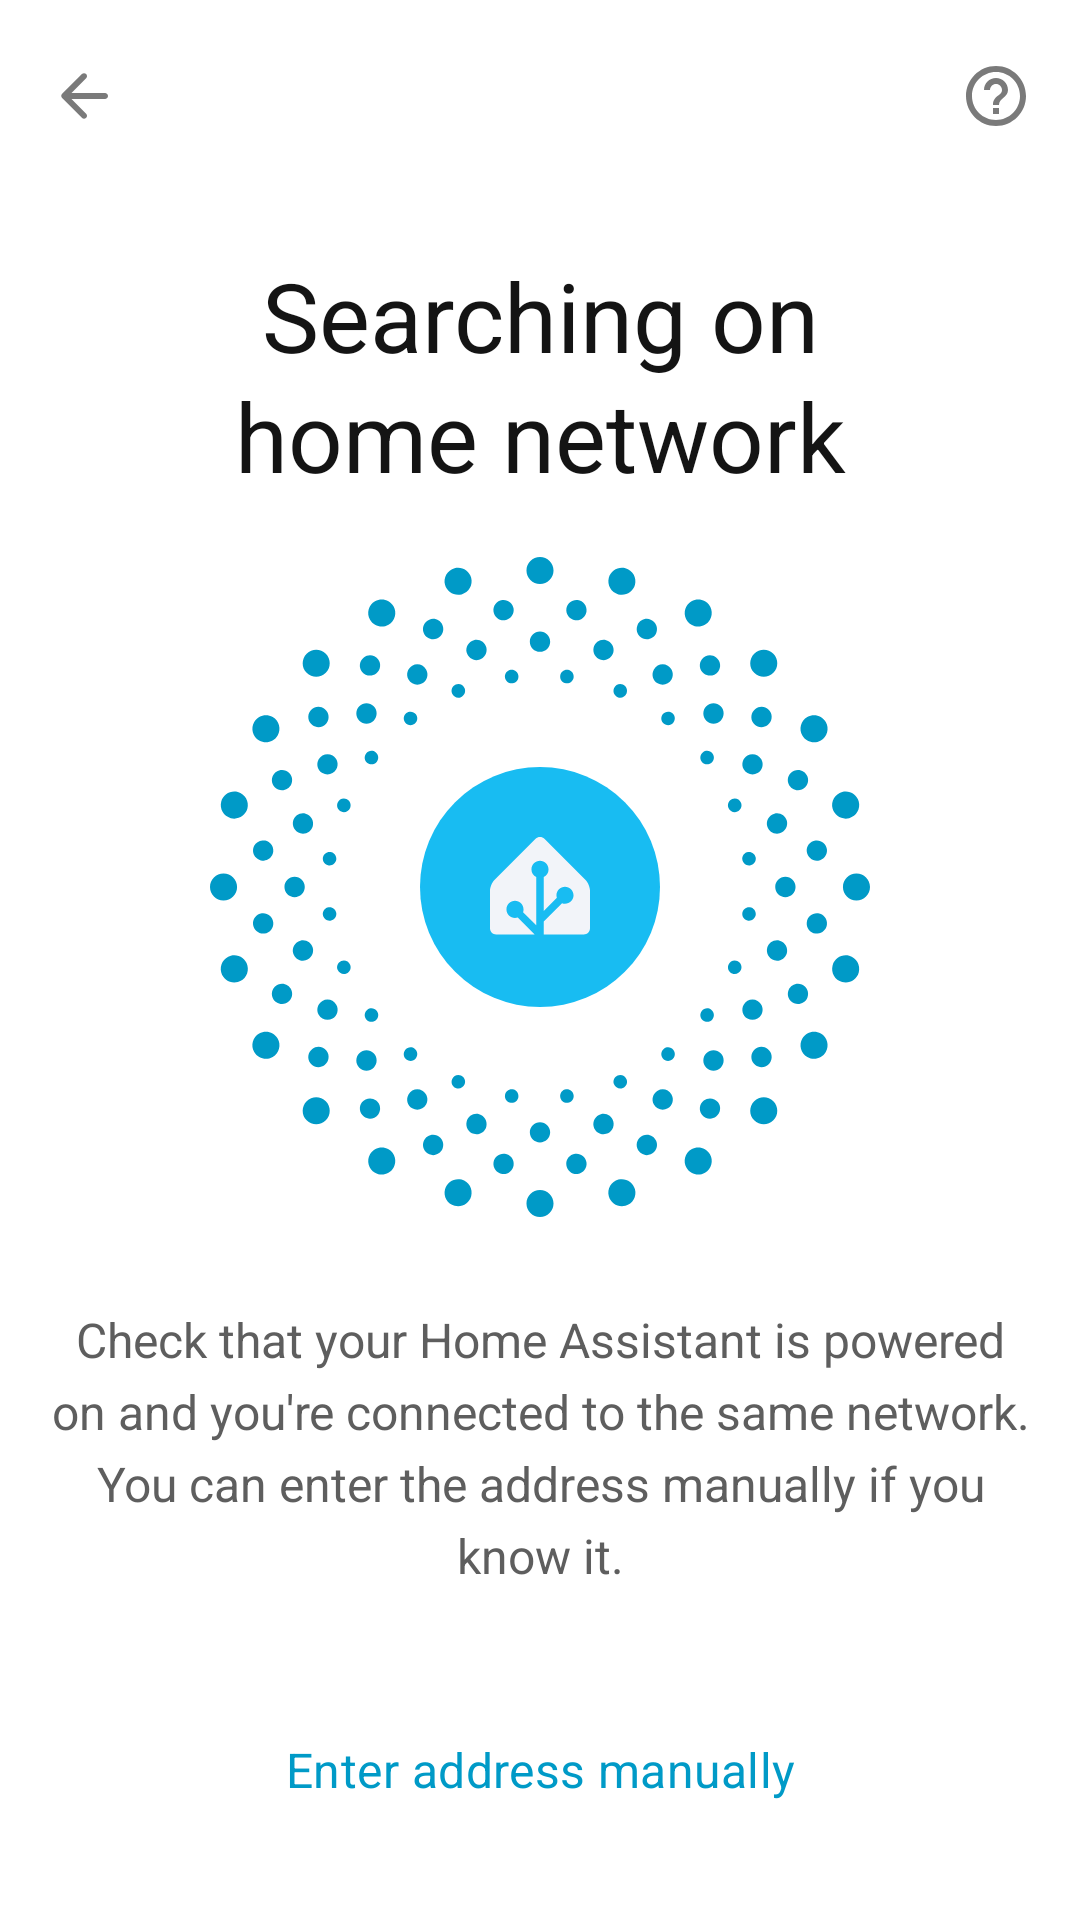 Searching on
home network
Check that your Home Assistant is powered
on and you're connected to the same network.
You can enter the address manually if you
know it.
Enter address manually